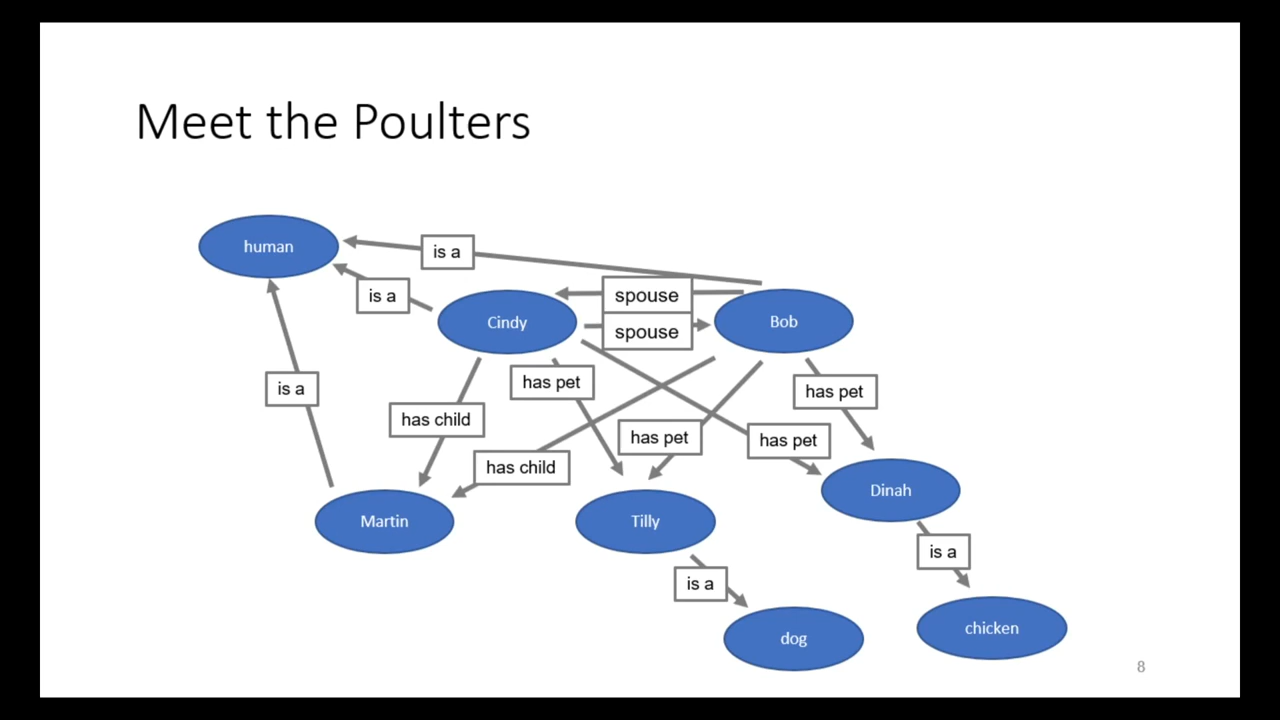 Meet the Poulters
human
is a
is a
spouse
spouse
Cindy
Bob
is a
has child
has pet
has pet
has pet
has pet
has child
Martin
Tilly
Dinah
is a
is a
dog
chicken
8